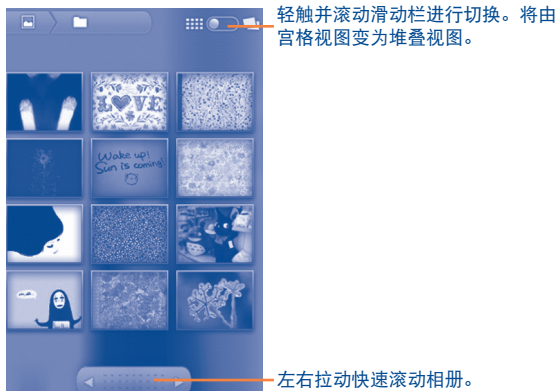 轻触并滚动滑动栏进行切换。将由
宫格视图变为堆叠视图。
LOVE
Wake up!
Sun is coming!
左右拉动快速滚动相册。